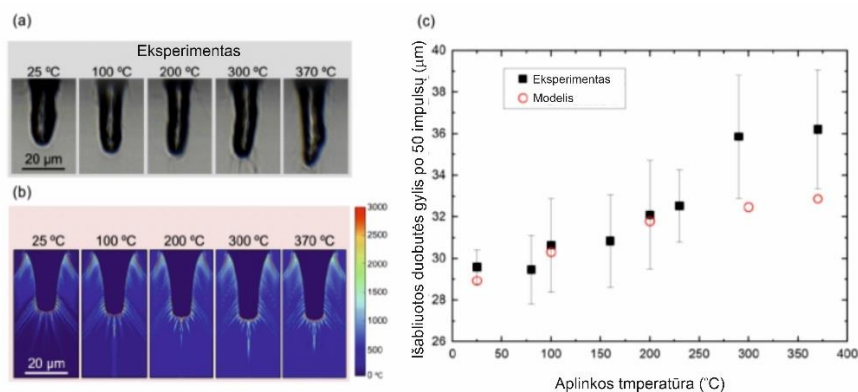 (a)
Eksperimentas
25 ºC 100 ºC 200 ºC 300 ºC 370 ºC
20 µm
(b)
25 ºC 100 ºC 200 ºC 300 ºC 370 ºC
20 µm
3000
2500
2000
1500
1000
500
0 ºC
(c)
Išabliuotos duobutės gylis po 50 impulsų (µm)
40
38
36
34
32
30
28
26
Eksperimentas
Modelis
0 50 100 150 200 250 300 350 400
Aplinkos tmperatūra (°C)